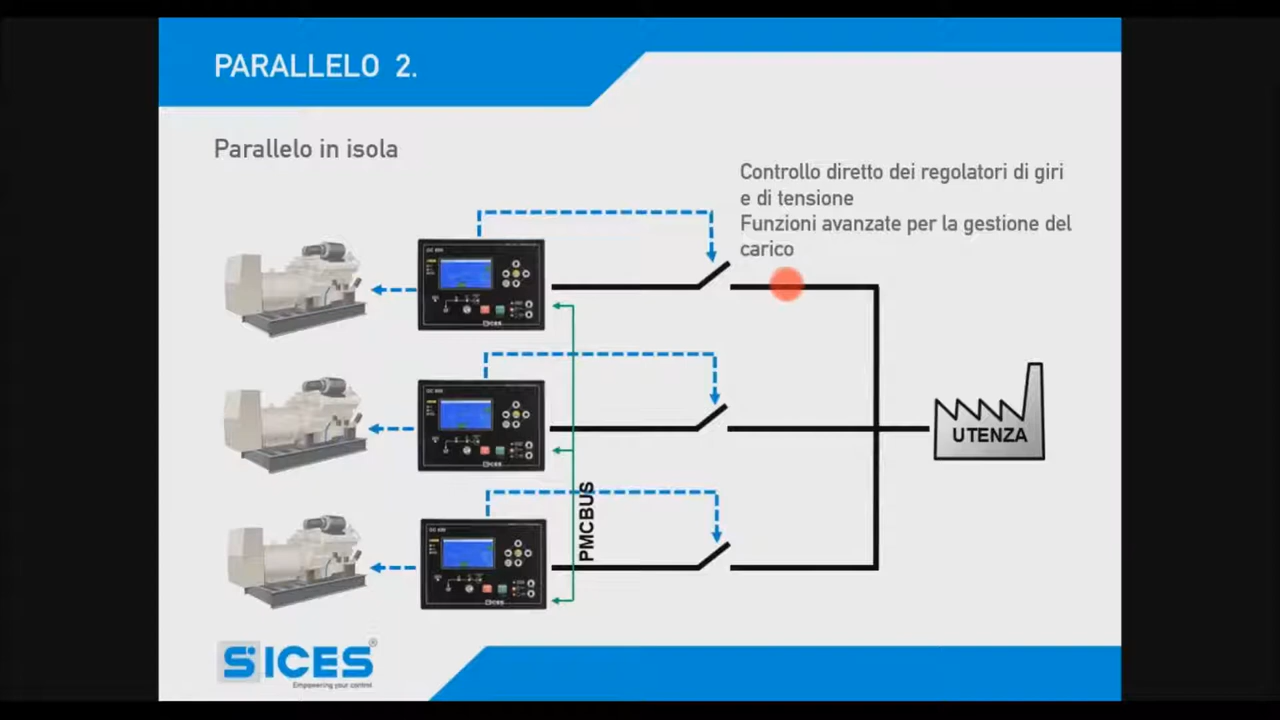 PARALLELO 2.
Parallelo in isola
Controllo diretto dei regolatori di giri
e di tensione
Funzioni avanzate per la gestione del
carico
UTENZA
PMCBUS
SICES
Empowering your control